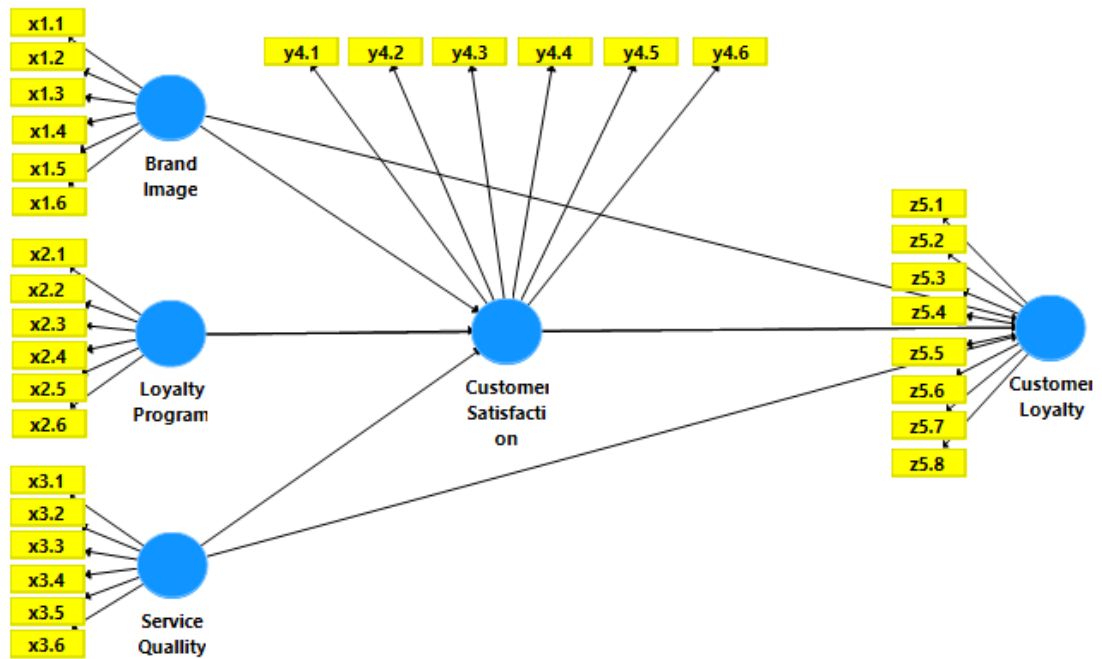 x1.1
x1.2
x1.3
x1.4
x1.5
x1.6
Brand
Image
y4.1 y4.2 y4.3 y4.4 y4.5 y4.6
x2.1
x2.2
x2.3
x2.4
x2.5
x2.6
Loyalty
Program
Customer
Satisfacti
on
z5.1
z5.2
z5.3
z5.4
z5.5
z5.6
z5.7
z5.8
Customer
Loyalty
x3.1
x3.2
x3.3
x3.4
x3.5
x3.6
Service
Quallity